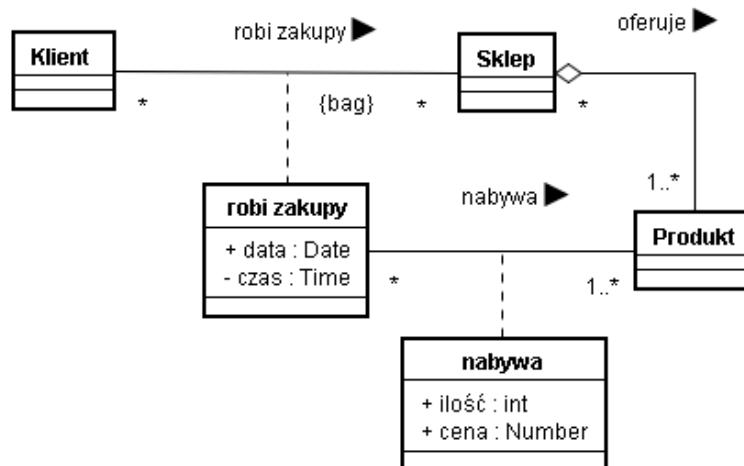 robi zakupy ▶
oferuje ▶
Klient
Sklep
*
{bag}
*
*
1..*
robi zakupy
+ data : Date
- czas : Time
nabywa ▶
Produkt
*
1..*
nabywa
+ ilość : int
+ cena : Number